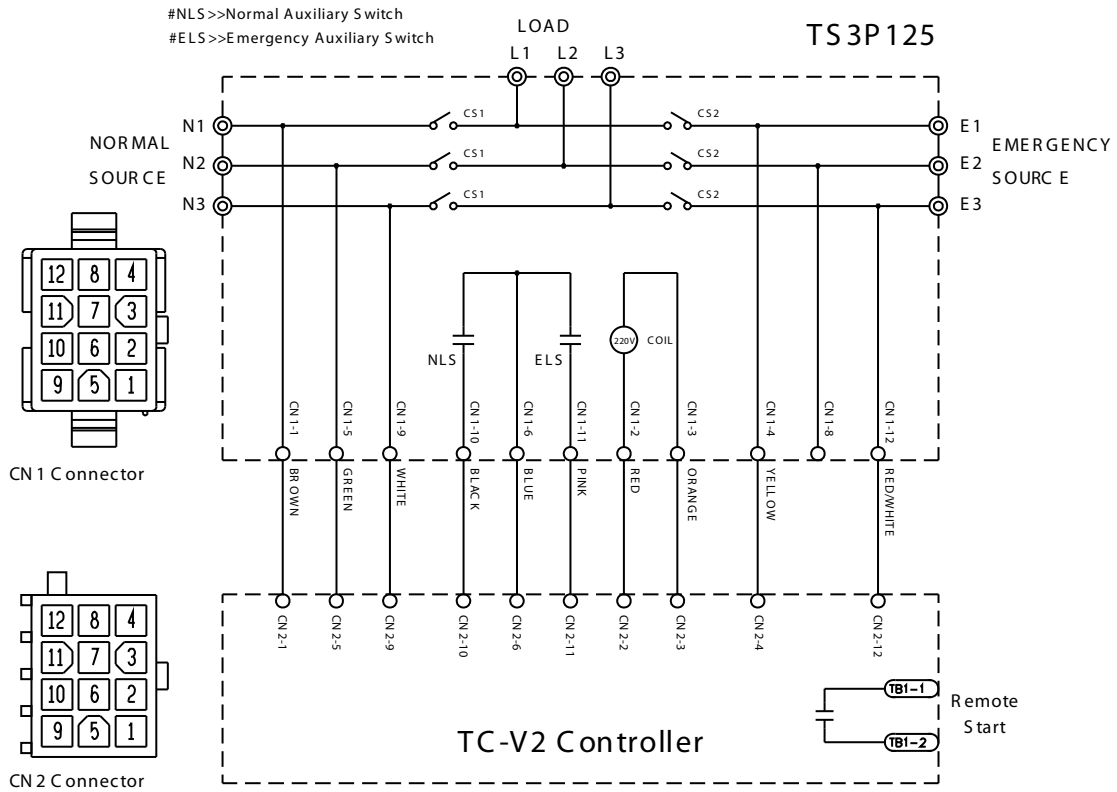 #NLS>>Normal Auxiliary Switch
#ELS>>Emergency Auxiliary Switch
LOAD
TS3P125
L1 L2 L3
N1 CS1 CS2 E1
NORMAL
EMERGENCY
N2 CS1 CS2 E2
SOURCE
SOURCE
N3 CS1 CS2 E3
12 8 4
11 7 3
10 6 2
9 5 1
CN1 Connector
NLS
ELS
220V
COIL
CN1-1
CN1-5
CN1-9
CN1-10
CN1-6
CN1-11
CN1-2
CN1-3
CN1-4
CN1-8
CN1-12
BROWN
GREEN
WHITE
BLACK
BLUE
PINK
RED
ORANGE
YELLOW
RED/WHITE
12 8 4
11 7 3
10 6 2
9 5 1
CN2 Connector
CN2-1
CN2-5
CN2-9
CN2-10
CN2-6
CN2-11
CN2-2
CN2-3
CN2-4
CN2-12
TB1-1
TB1-2
Remote
Start
TC-V2 Controller